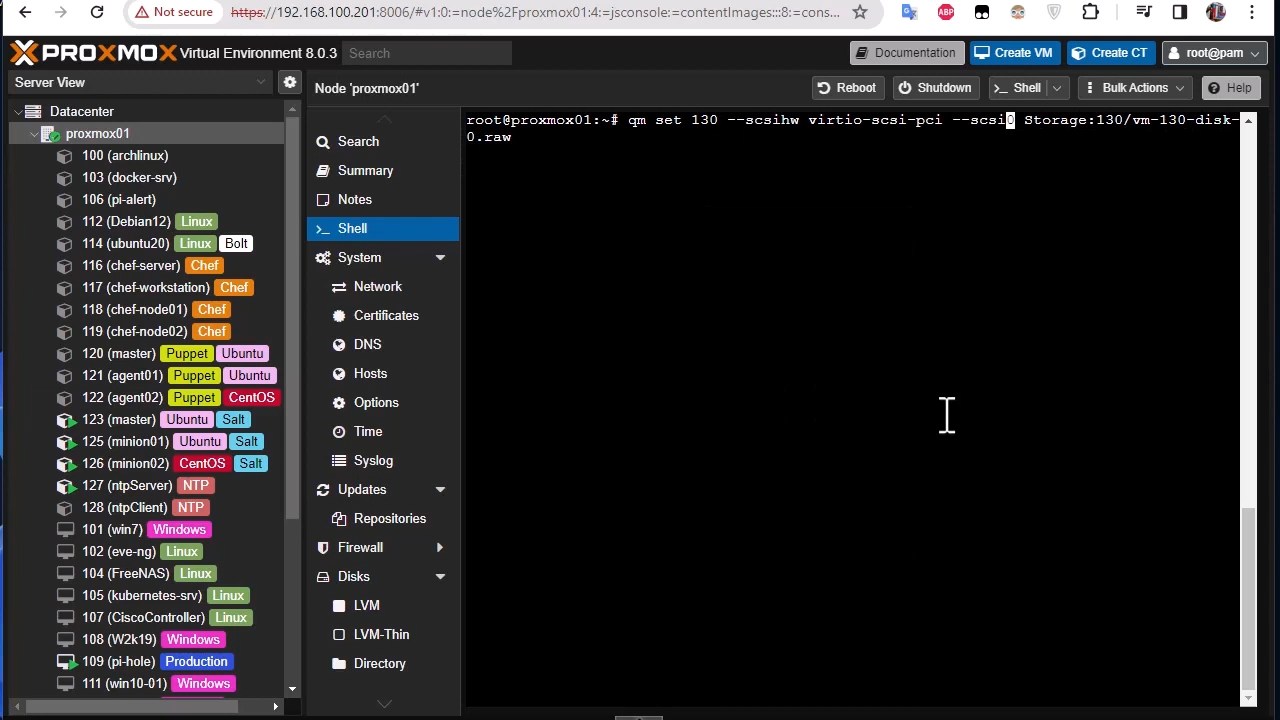 Not secure
https://192.168.100.201:8006/#v1:0:=node%2Fproxmox01:4:=jsconsole:=contentImages:::8:=cons...
ABP
PROXMOX Virtual Environment 8.0.3
Search
Documentation
Create VM
Create CT
root@pam
Server View
Node 'proxmox01'
Reboot
Shutdown
Shell
Bulk Actions
Help
Datacenter
proxmox01
100 (archlinux)
103 (docker-srv)
106 (pi-alert)
112 (Debian12) Linux
114 (ubuntu20) Linux Bolt
116 (chef-server) Chef
117 (chef-workstation) Chef
118 (chef-node01) Chef
119 (chef-node02) Chef
120 (master) Puppet Ubuntu
121 (agent01) Puppet Ubuntu
122 (agent02) Puppet CentOS
123 (master) Ubuntu Salt
125 (minion01) Ubuntu Salt
126 (minion02) CentOS Salt
127 (ntpServer) NTP
128 (ntpClient) NTP
101 (win7) Windows
102 (eve-ng) Linux
104 (FreeNAS) Linux
105 (kubernetes-srv) Linux
107 (CiscoController) Linux
108 (W2k19) Windows
109 (pi-hole) Production
111 (win10-01) Windows
Search
Summary
Notes
Shell
System
Network
Certificates
DNS
Hosts
Options
Time
Syslog
Updates
Repositories
Firewall
Disks
LVM
LVM-Thin
Directory
root@proxmox01:~# qm set 130 --scsihw virtio-scsi-pci --scsi0 Storage:130/vm-130-disk-
0.raw